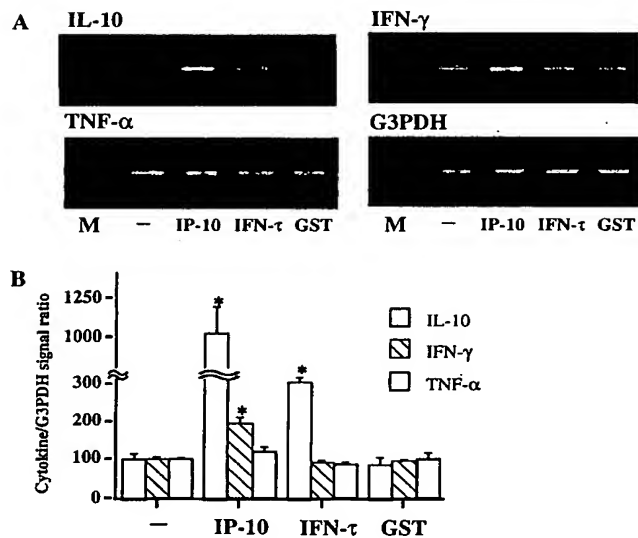 A
IL-10
IFN-γ
TNF-α
G3PDH
M – IP-10 IFN-τ GST
M – IP-10 IFN-τ GST
B
Cytokine/G3PDH signal ratio
1250
1000
300
200
100
0
* * *
IL-10
IFN-γ
TNF-α
– IP-10 IFN-τ GST